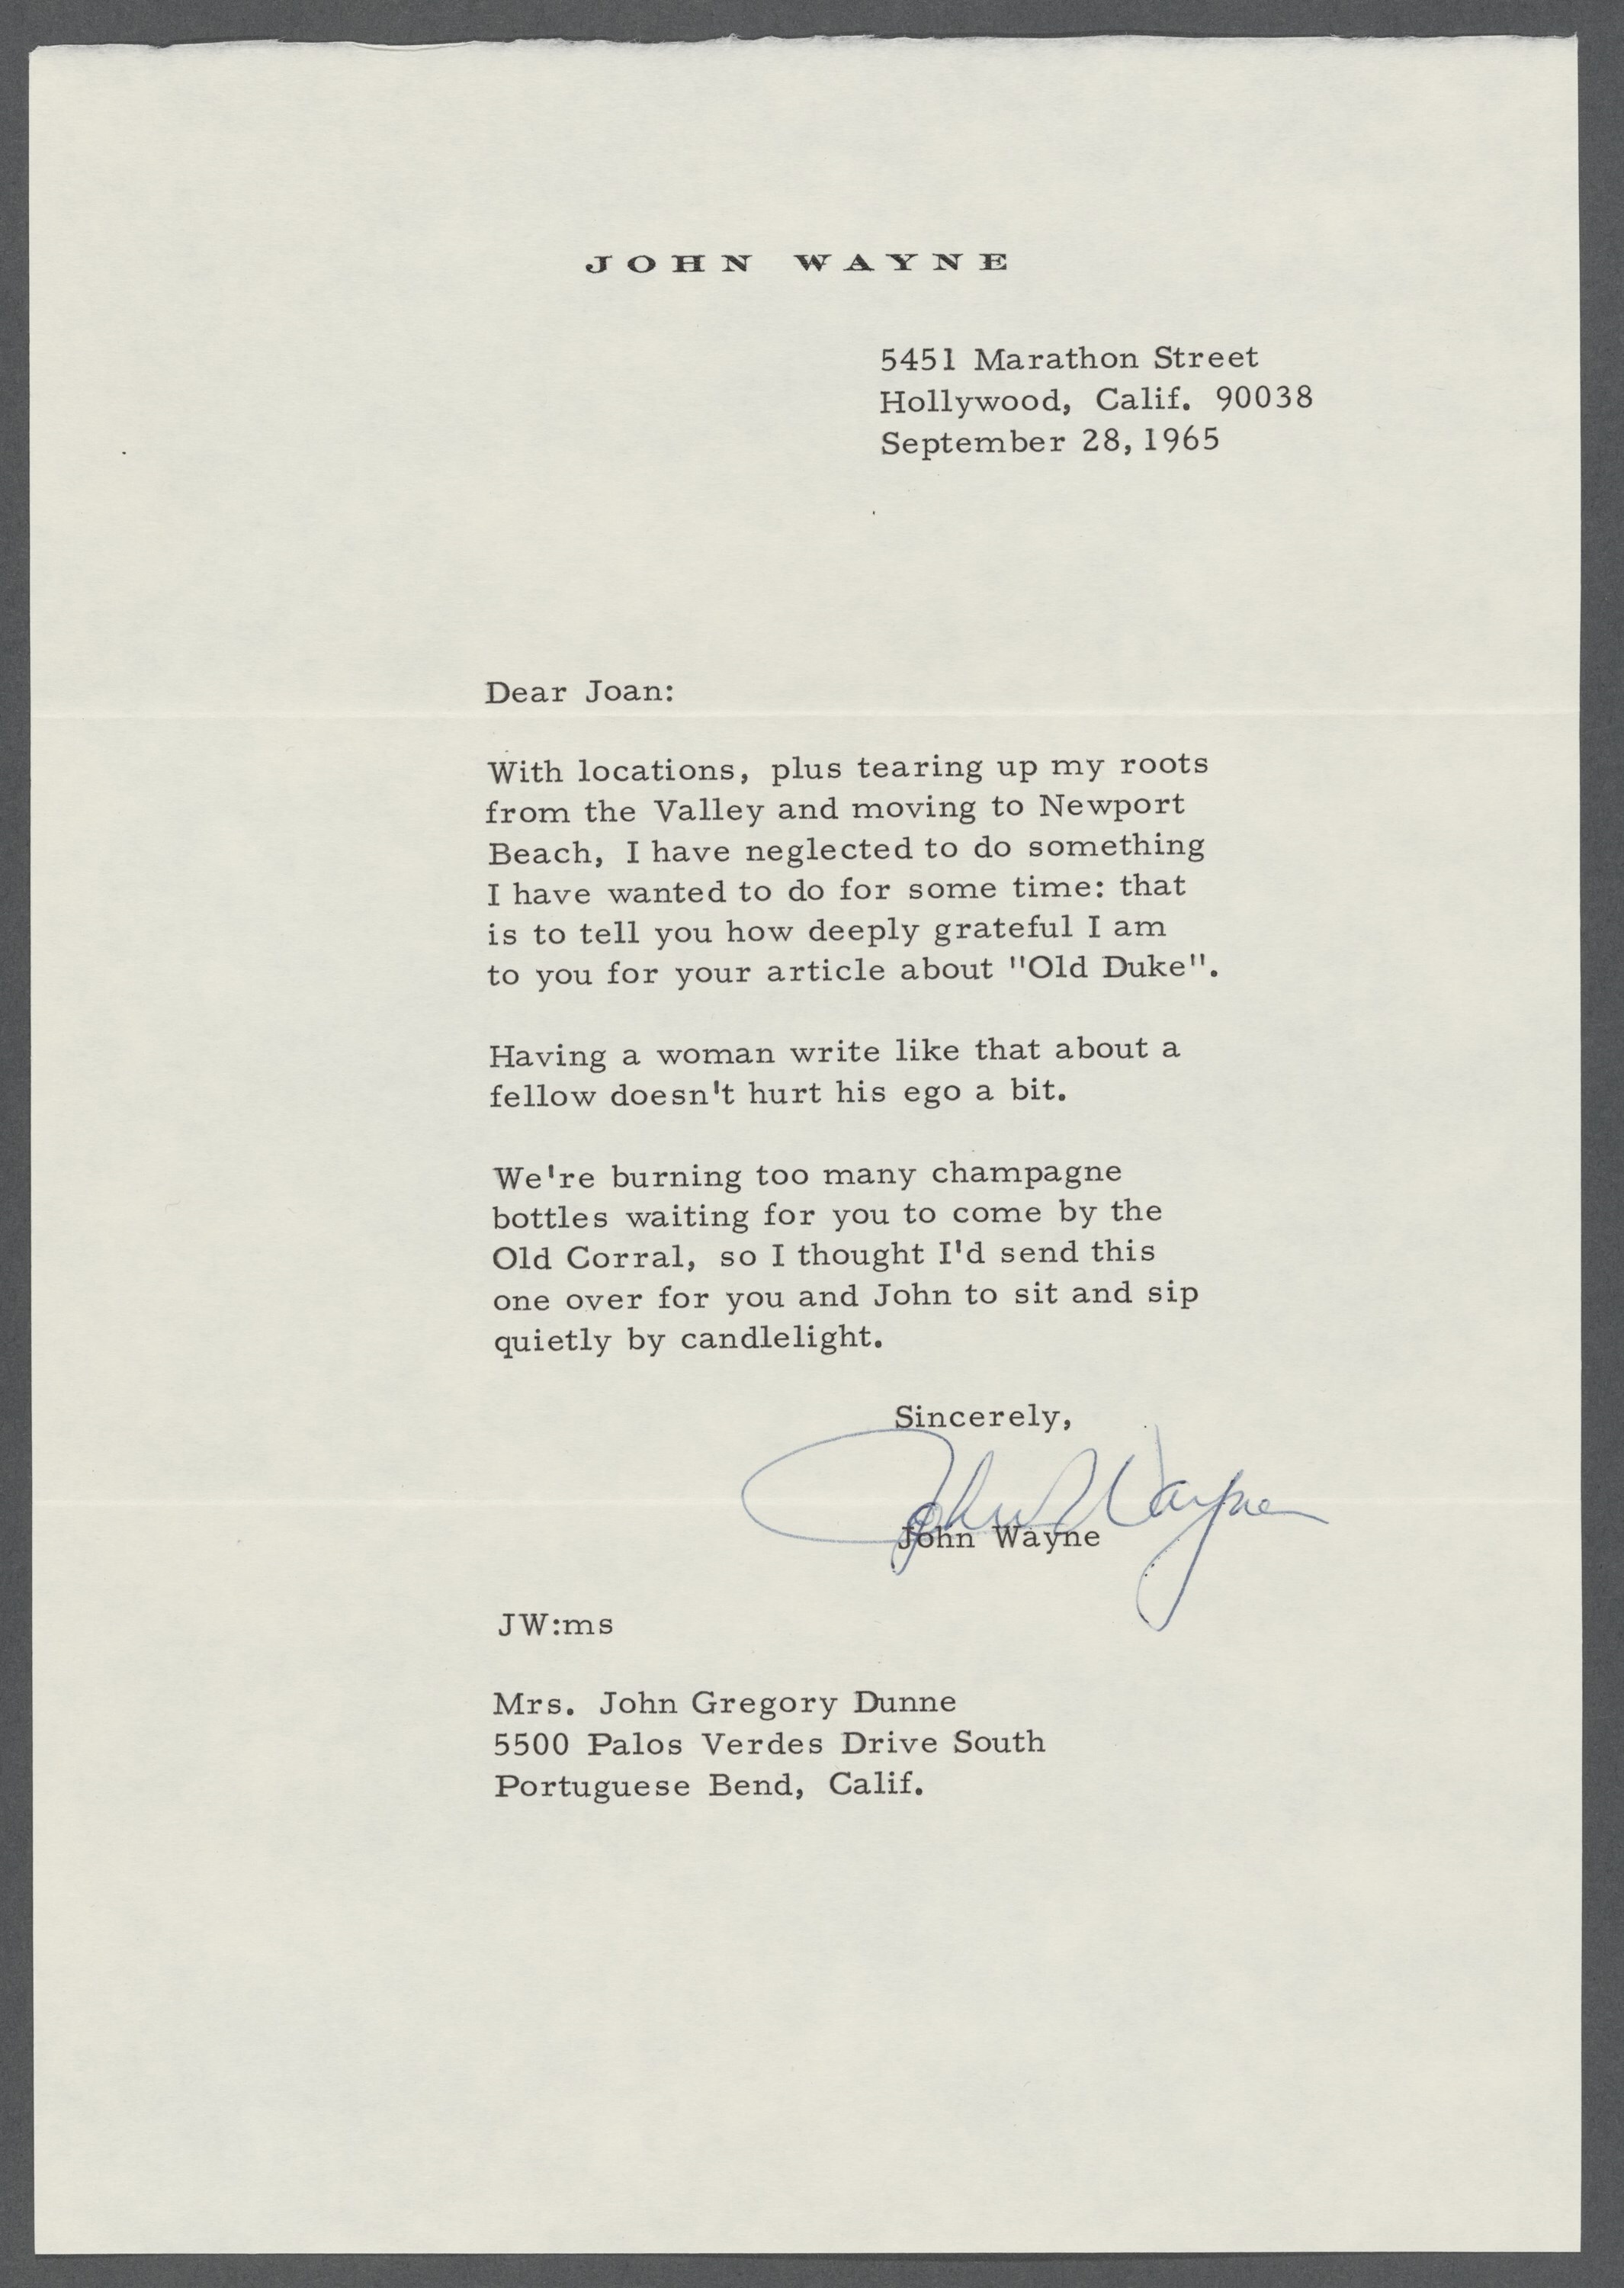 JOHN WAYNE
5451 Marathon Street
Hollywood, Calif. 90038
September 28, 1965
Dear Joan:
With locations, plus tearing up my roots
from the Valley and moving to Newport
Beach, I have neglected to do something
I have wanted to do for some time: that
is to tell you how deeply grateful I am
to you for your article about "Old Duke".
Having a woman write like that about a
fellow doesn't hurt his ego a bit.
We're burning too many champagne
bottles waiting for you to come by the
Old Corral, so I thought I'd send this
one over for you and John to sit and sip
quietly by candlelight.
Sincerely,
John Wayne
John Wayne
JW:ms
Mrs. John Gregory Dunne
5500 Palos Verdes Drive South
Portuguese Bend, Calif.